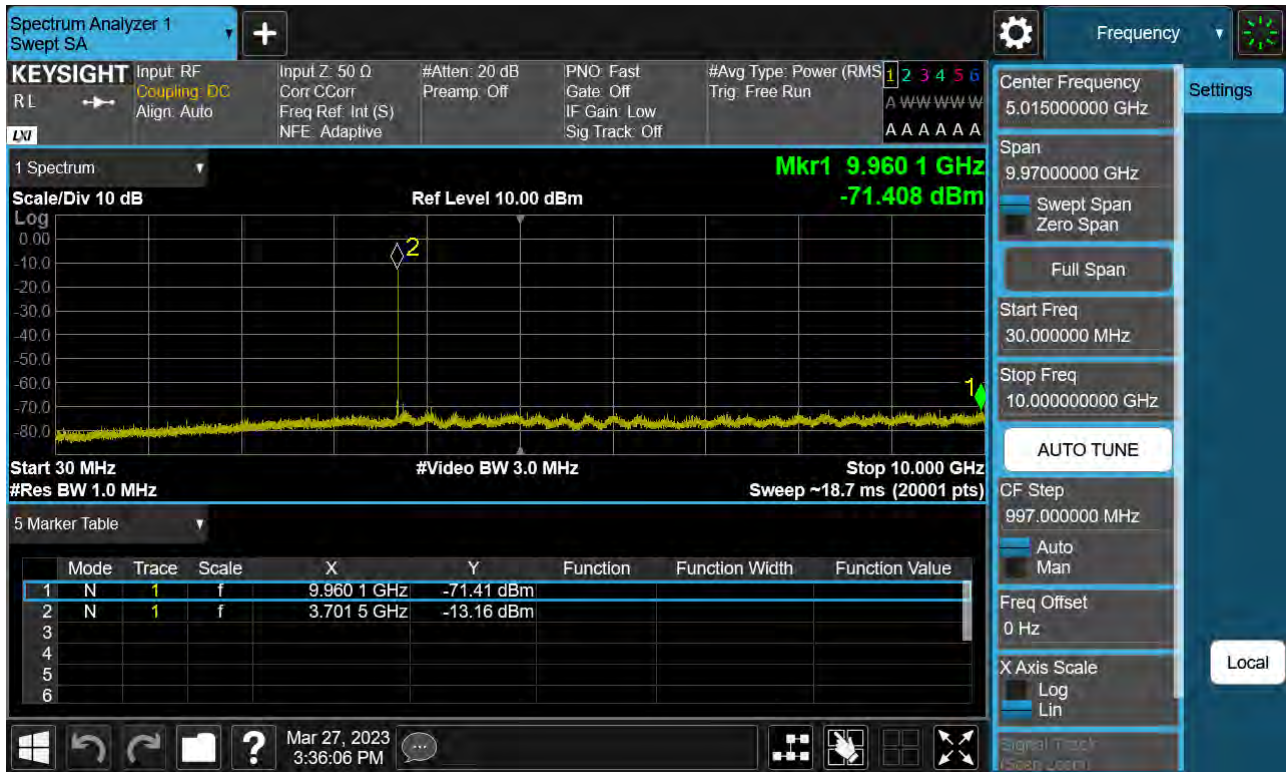 Spectrum Analyzer 1
Swept SA
+
Frequency
KEYSIGHT
RL
LXI
Input: RF
Coupling: DC
Align: Auto
Input Z: 50 Ω
Corr CCorr
Freq Ref: Int (S)
NFE: Adaptive
#Atten: 20 dB
Preamp: Off
PNO: Fast
Gate: Off
IF Gain: Low
Sig Track: Off
#Avg Type: Power (RMS
Trig: Free Run
1 2 3 4 5 6
A W W W W W
A A A A A A
1 Spectrum
Mkr1 9.960 1 GHz
-71.408 dBm
Scale/Div 10 dB
Ref Level 10.00 dBm
Log
0.00
-10.0
-20.0
-30.0
-40.0
-50.0
-60.0
-70.0
-80.0
2
1
Start 30 MHz
#Video BW 3.0 MHz
Stop 10.000 GHz
#Res BW 1.0 MHz
Sweep ~18.7 ms (20001 pts)
5 Marker Table
Mode Trace Scale X Y Function Function Width Function Value
1 N 1 f 9.960 1 GHz -71.41 dBm
2 N 1 f 3.701 5 GHz -13.16 dBm
3
4
5
6
Center Frequency
5.015000000 GHz
Span
9.97000000 GHz
Swept Span
Zero Span
Full Span
Start Freq
30.000000 MHz
Stop Freq
10.000000000 GHz
AUTO TUNE
CF Step
997.000000 MHz
Auto
Man
Freq Offset
0 Hz
X Axis Scale
Log
Lin
Signal Track
(Span Zoom)
Settings
Local
?
Mar 27, 2023
3:36:06 PM